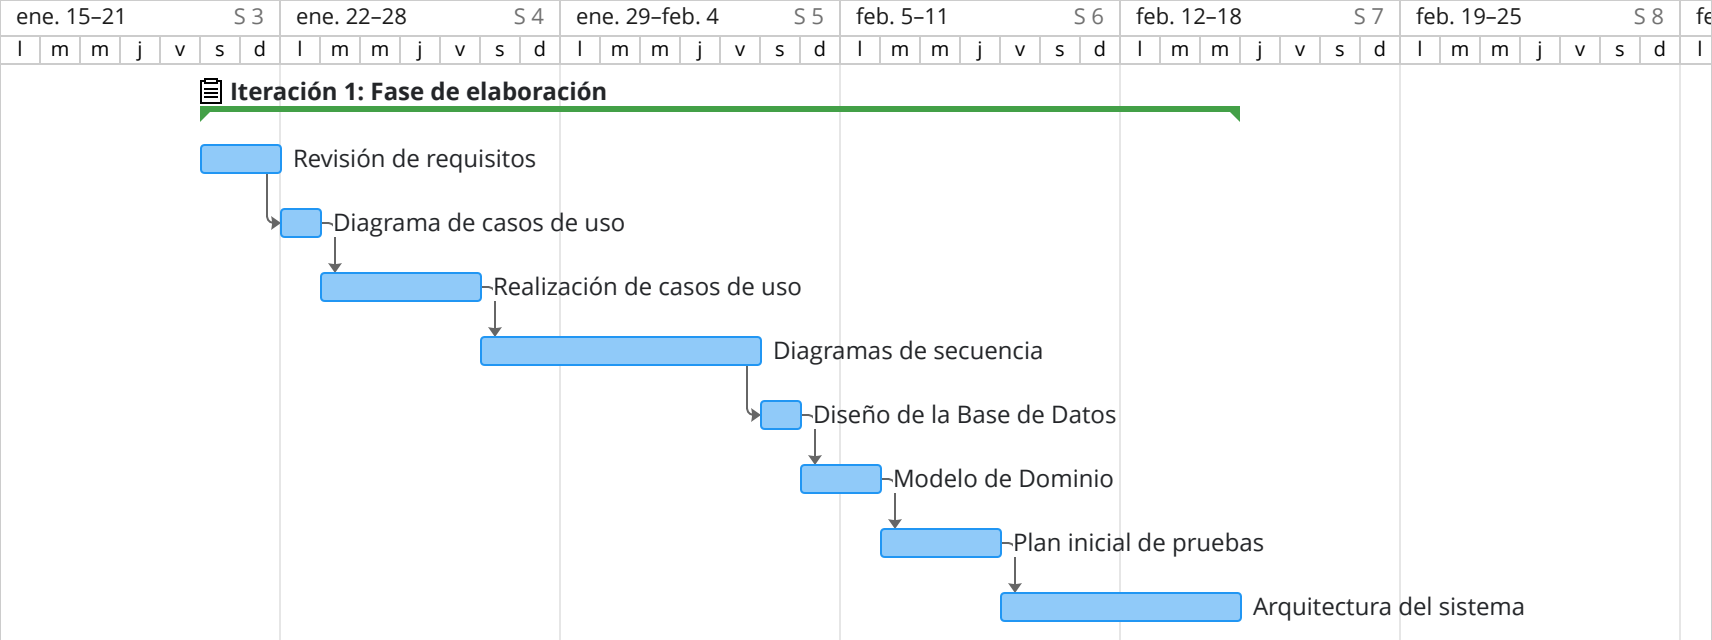 ene. 15–21 S 3 ene. 22–28 S 4 ene. 29–feb. 4 S 5 feb. 5–11 S 6 feb. 12–18 S 7 feb. 19–25 S 8 fe
l m m j v s d l m m j v s d l m m j v s d l m m j v s d l m m j v s d l m m j v s d l
Iteración 1: Fase de elaboración
Revisión de requisitos
Diagrama de casos de uso
Realización de casos de uso
Diagramas de secuencia
Diseño de la Base de Datos
Modelo de Dominio
Plan inicial de pruebas
Arquitectura del sistema